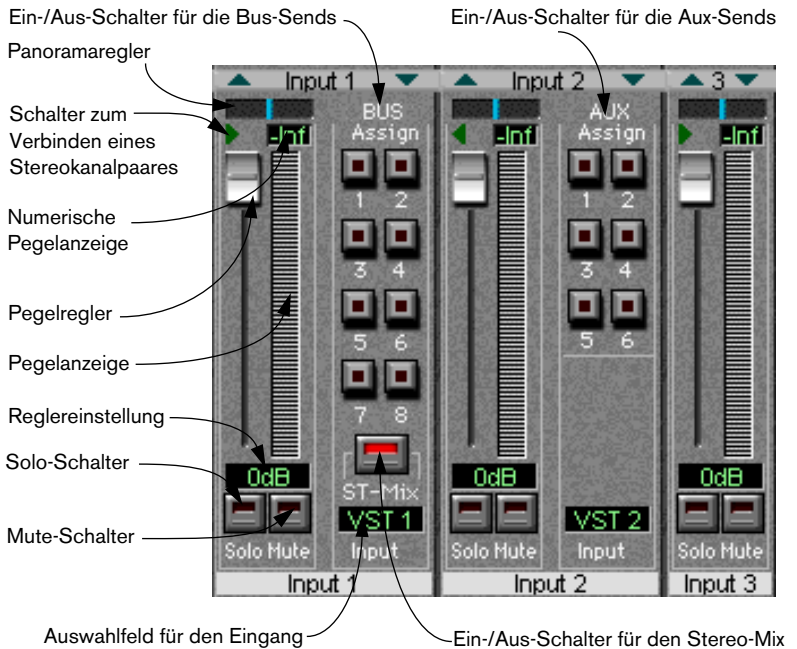 Ein-/Aus-Schalter für die Bus-Sends
Ein-/Aus-Schalter für die Aux-Sends
Panoramaregler
Schalter zum
Verbinden eines
Stereokanalpaares
Numerische
Pegelanzeige
Pegelregler
Pegelanzeige
Reglereinstellung
Solo-Schalter
Mute-Schalter
Input 1
-Inf
BUS
Assign
1 2
3 4
5 6
7 8
ST-Mix
0dB
VST 1
Solo Mute
Input
Input 1
Input 2
-Inf
AUX
Assign
1 2
3 4
5 6
0dB
VST 2
Solo Mute
Input
Input 2
3
-Inf
0dB
Solo Mute
Input 3
Auswahlfeld für den Eingang
Ein-/Aus-Schalter für den Stereo-Mix